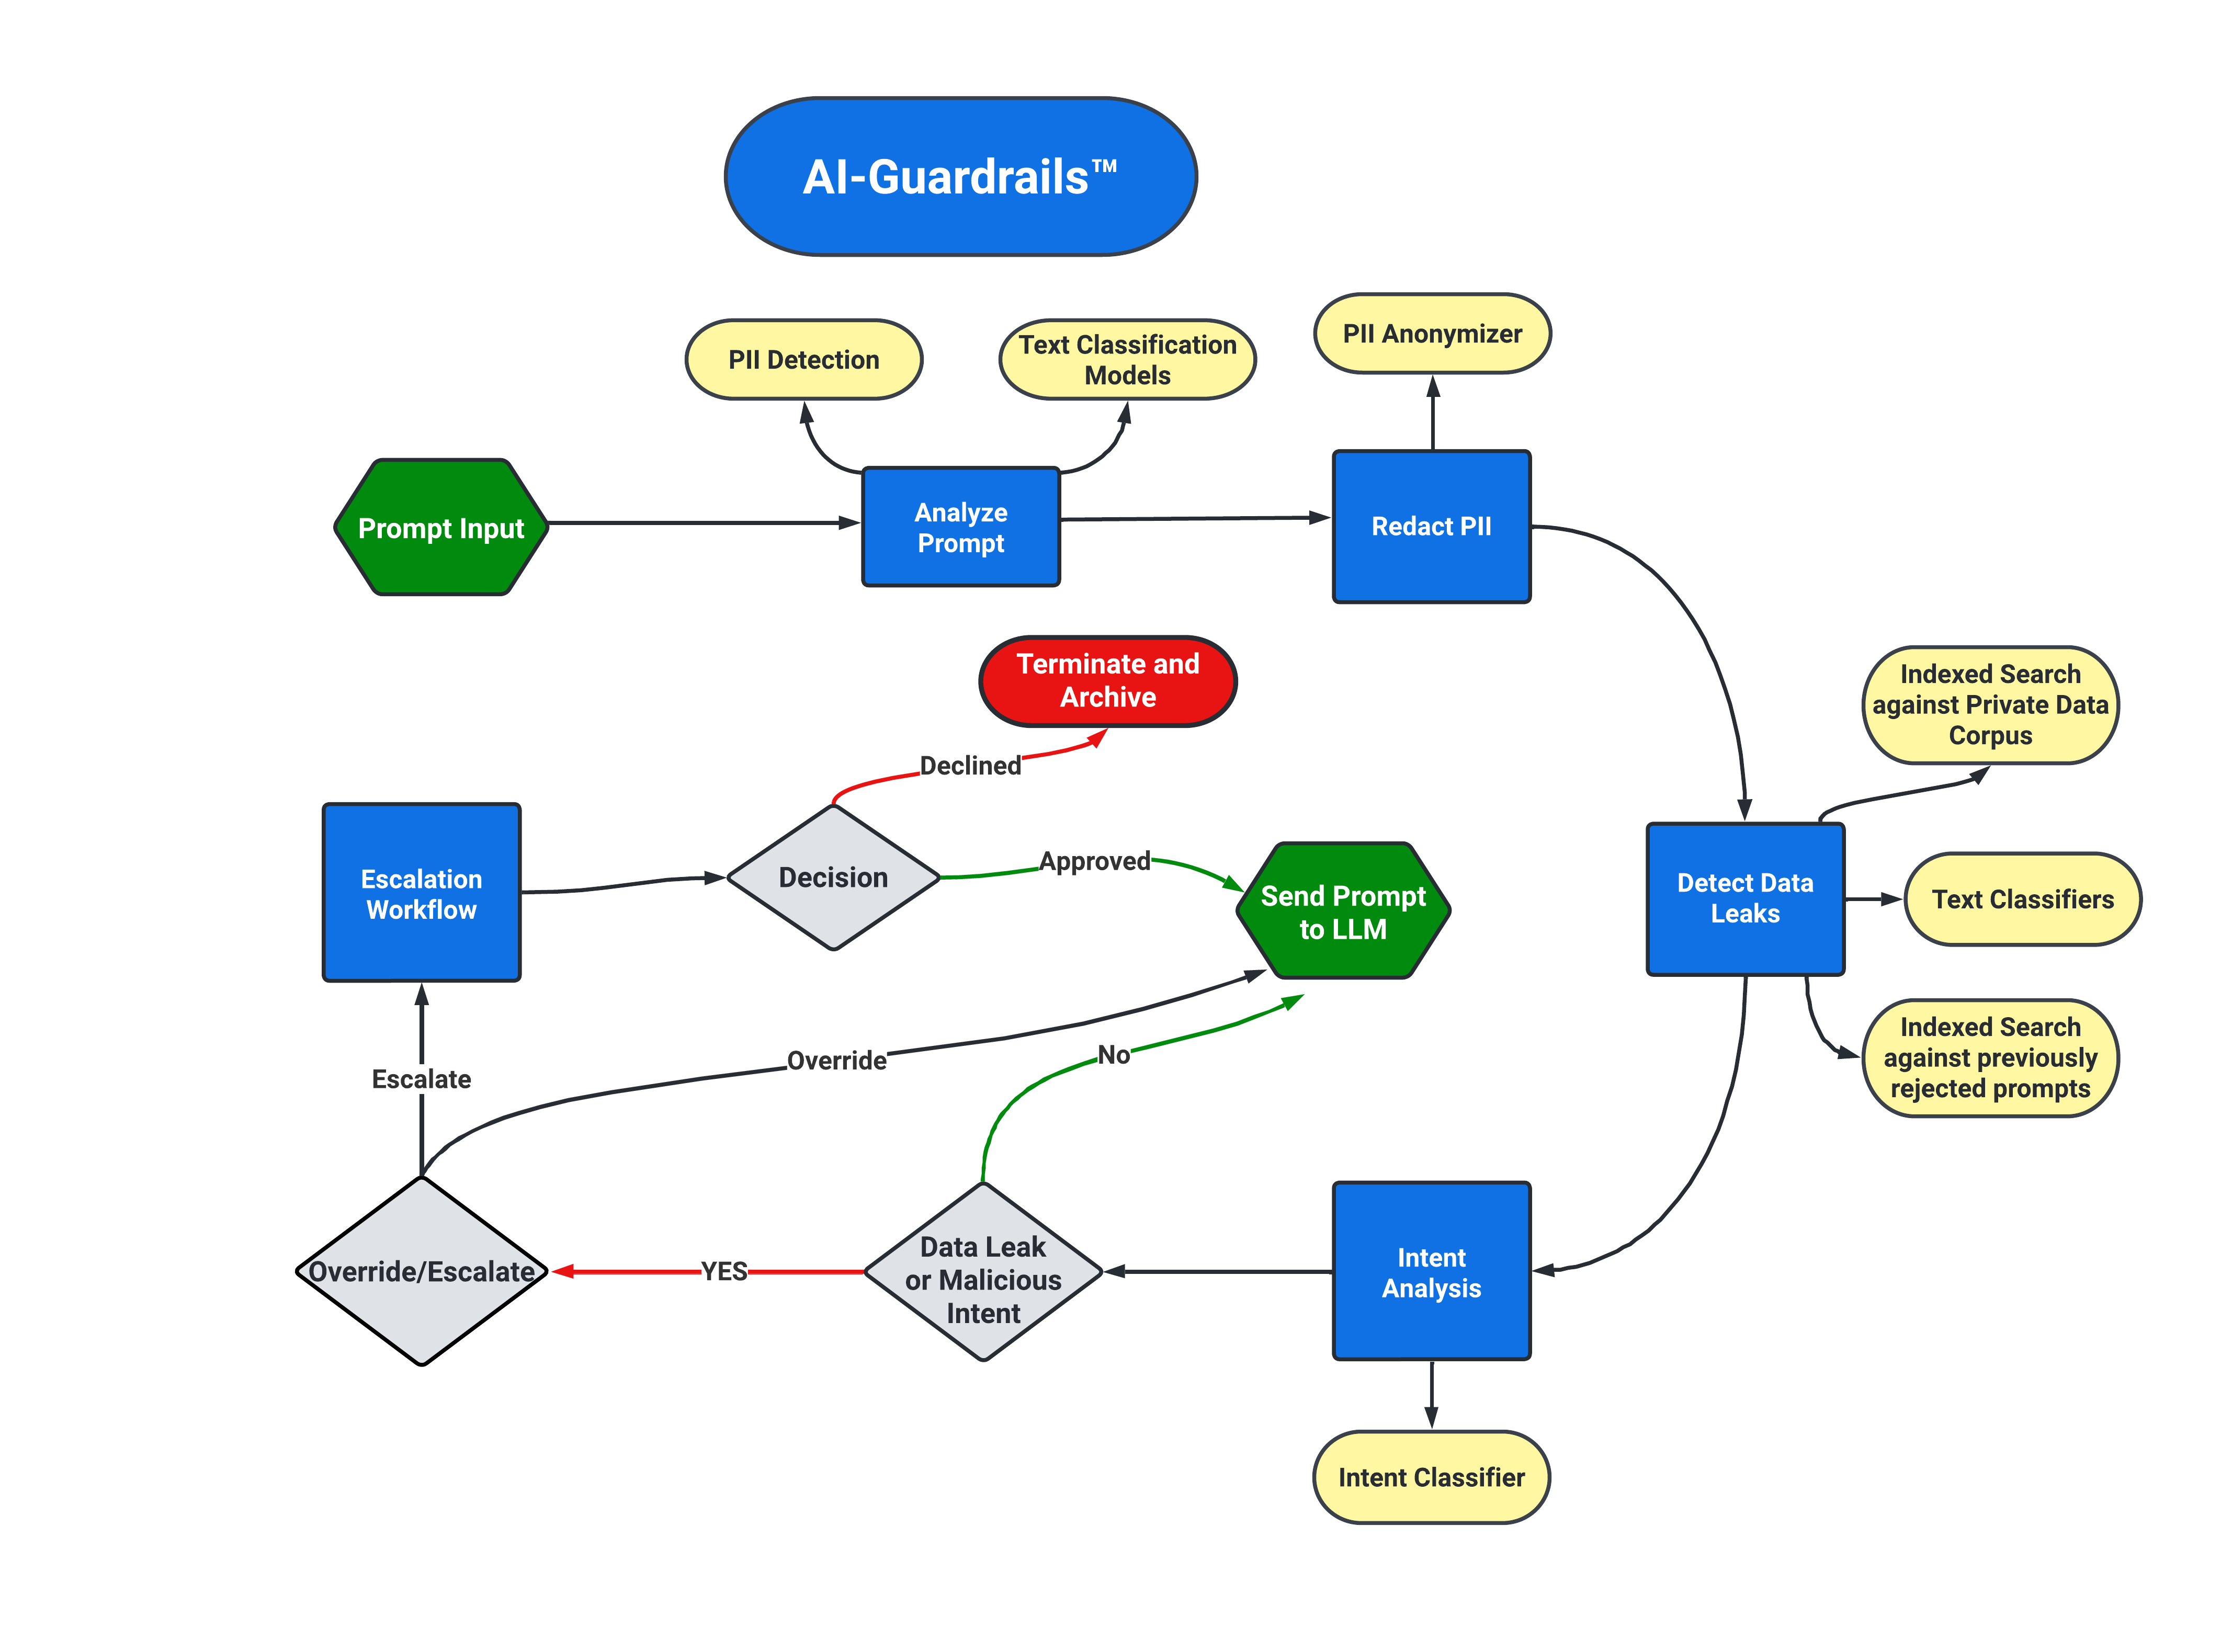 AI-Guardrails™
PII Detection
Text Classification
Models
PII Anonymizer
Prompt Input
Analyze
Prompt
Redact PII
Terminate and
Archive
Indexed Search
against Private Data
Corpus
Declined
Escalation
Workflow
Decision
Approved
Send Prompt
to LLM
Detect Data
Leaks
Text Classifiers
Indexed Search
against previously
rejected prompts
Override
No
Escalate
Override/Escalate
YES
Data Leak
or Malicious
Intent
Intent
Analysis
Intent Classifier